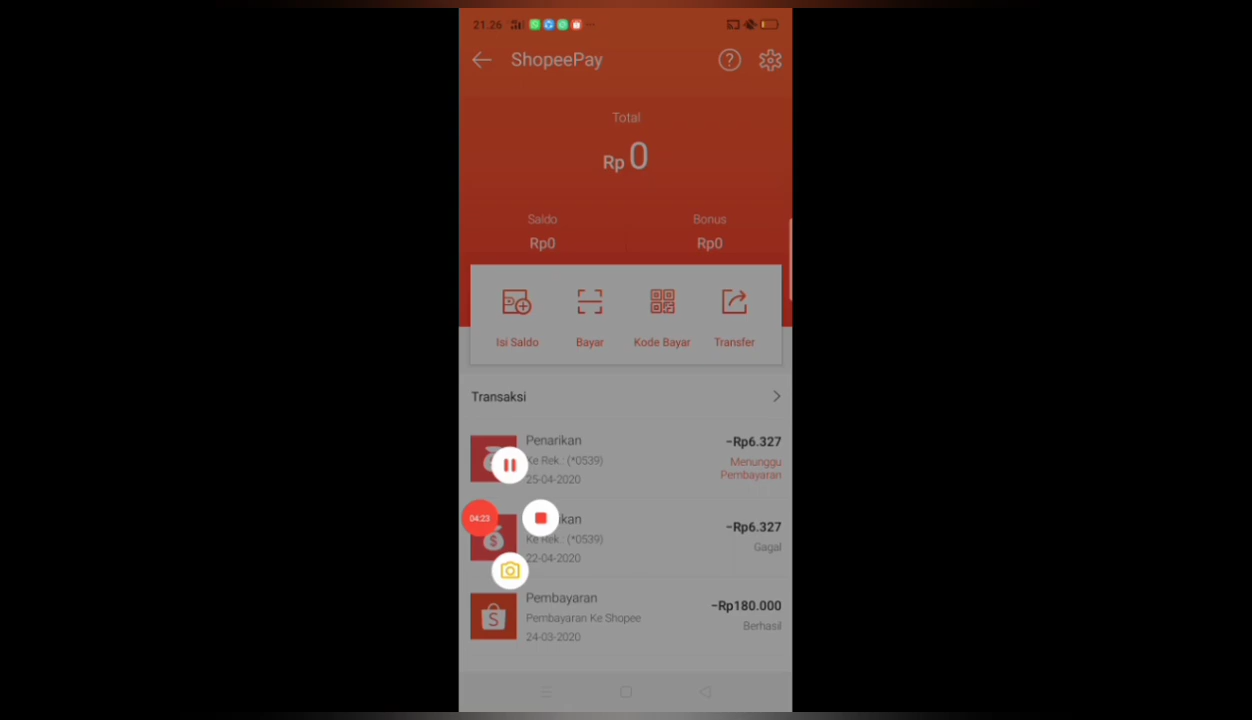 21.26
ShopeePay
Total
Rp 0
Saldo
Bonus
Rp0
Rp0
Isi Saldo
Bayar
Kode Bayar
Transfer
Transaksi
Penarikan
-Rp6.327
Ke Rek.: (*0539)
Menunggu
Pembayaran
25-04-2020
04:23
ikan
-Rp6.327
Ke Rek.: (*0539)
Gagal
22-04-2020
Pembayaran
-Rp180.000
Pembayaran Ke Shopee
Berhasil
24-03-2020